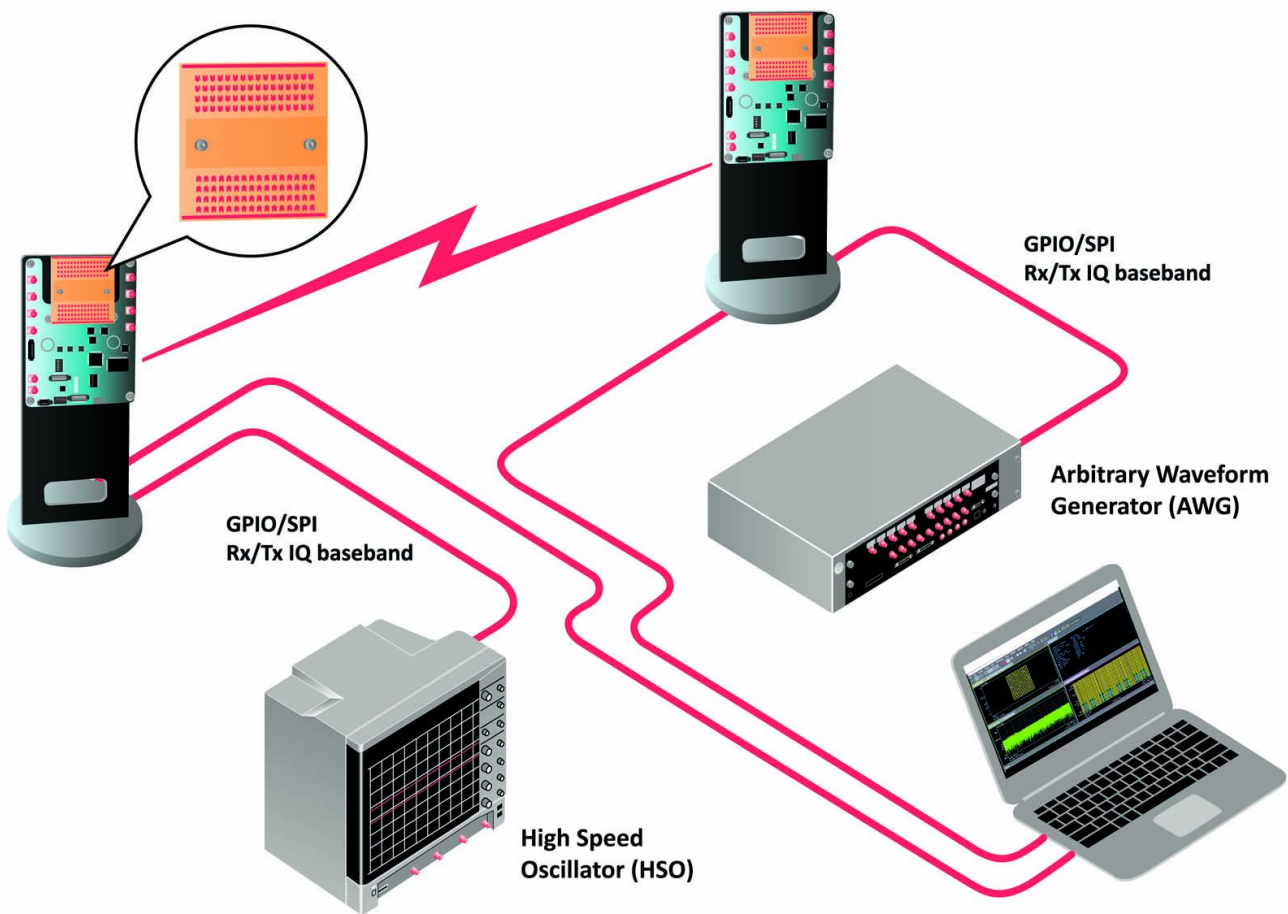 GPIO/SPI
Rx/Tx IQ baseband
Arbitrary Waveform
Generator (AWG)
GPIO/SPI
Rx/Tx IQ baseband
High Speed
Oscillator (HSO)